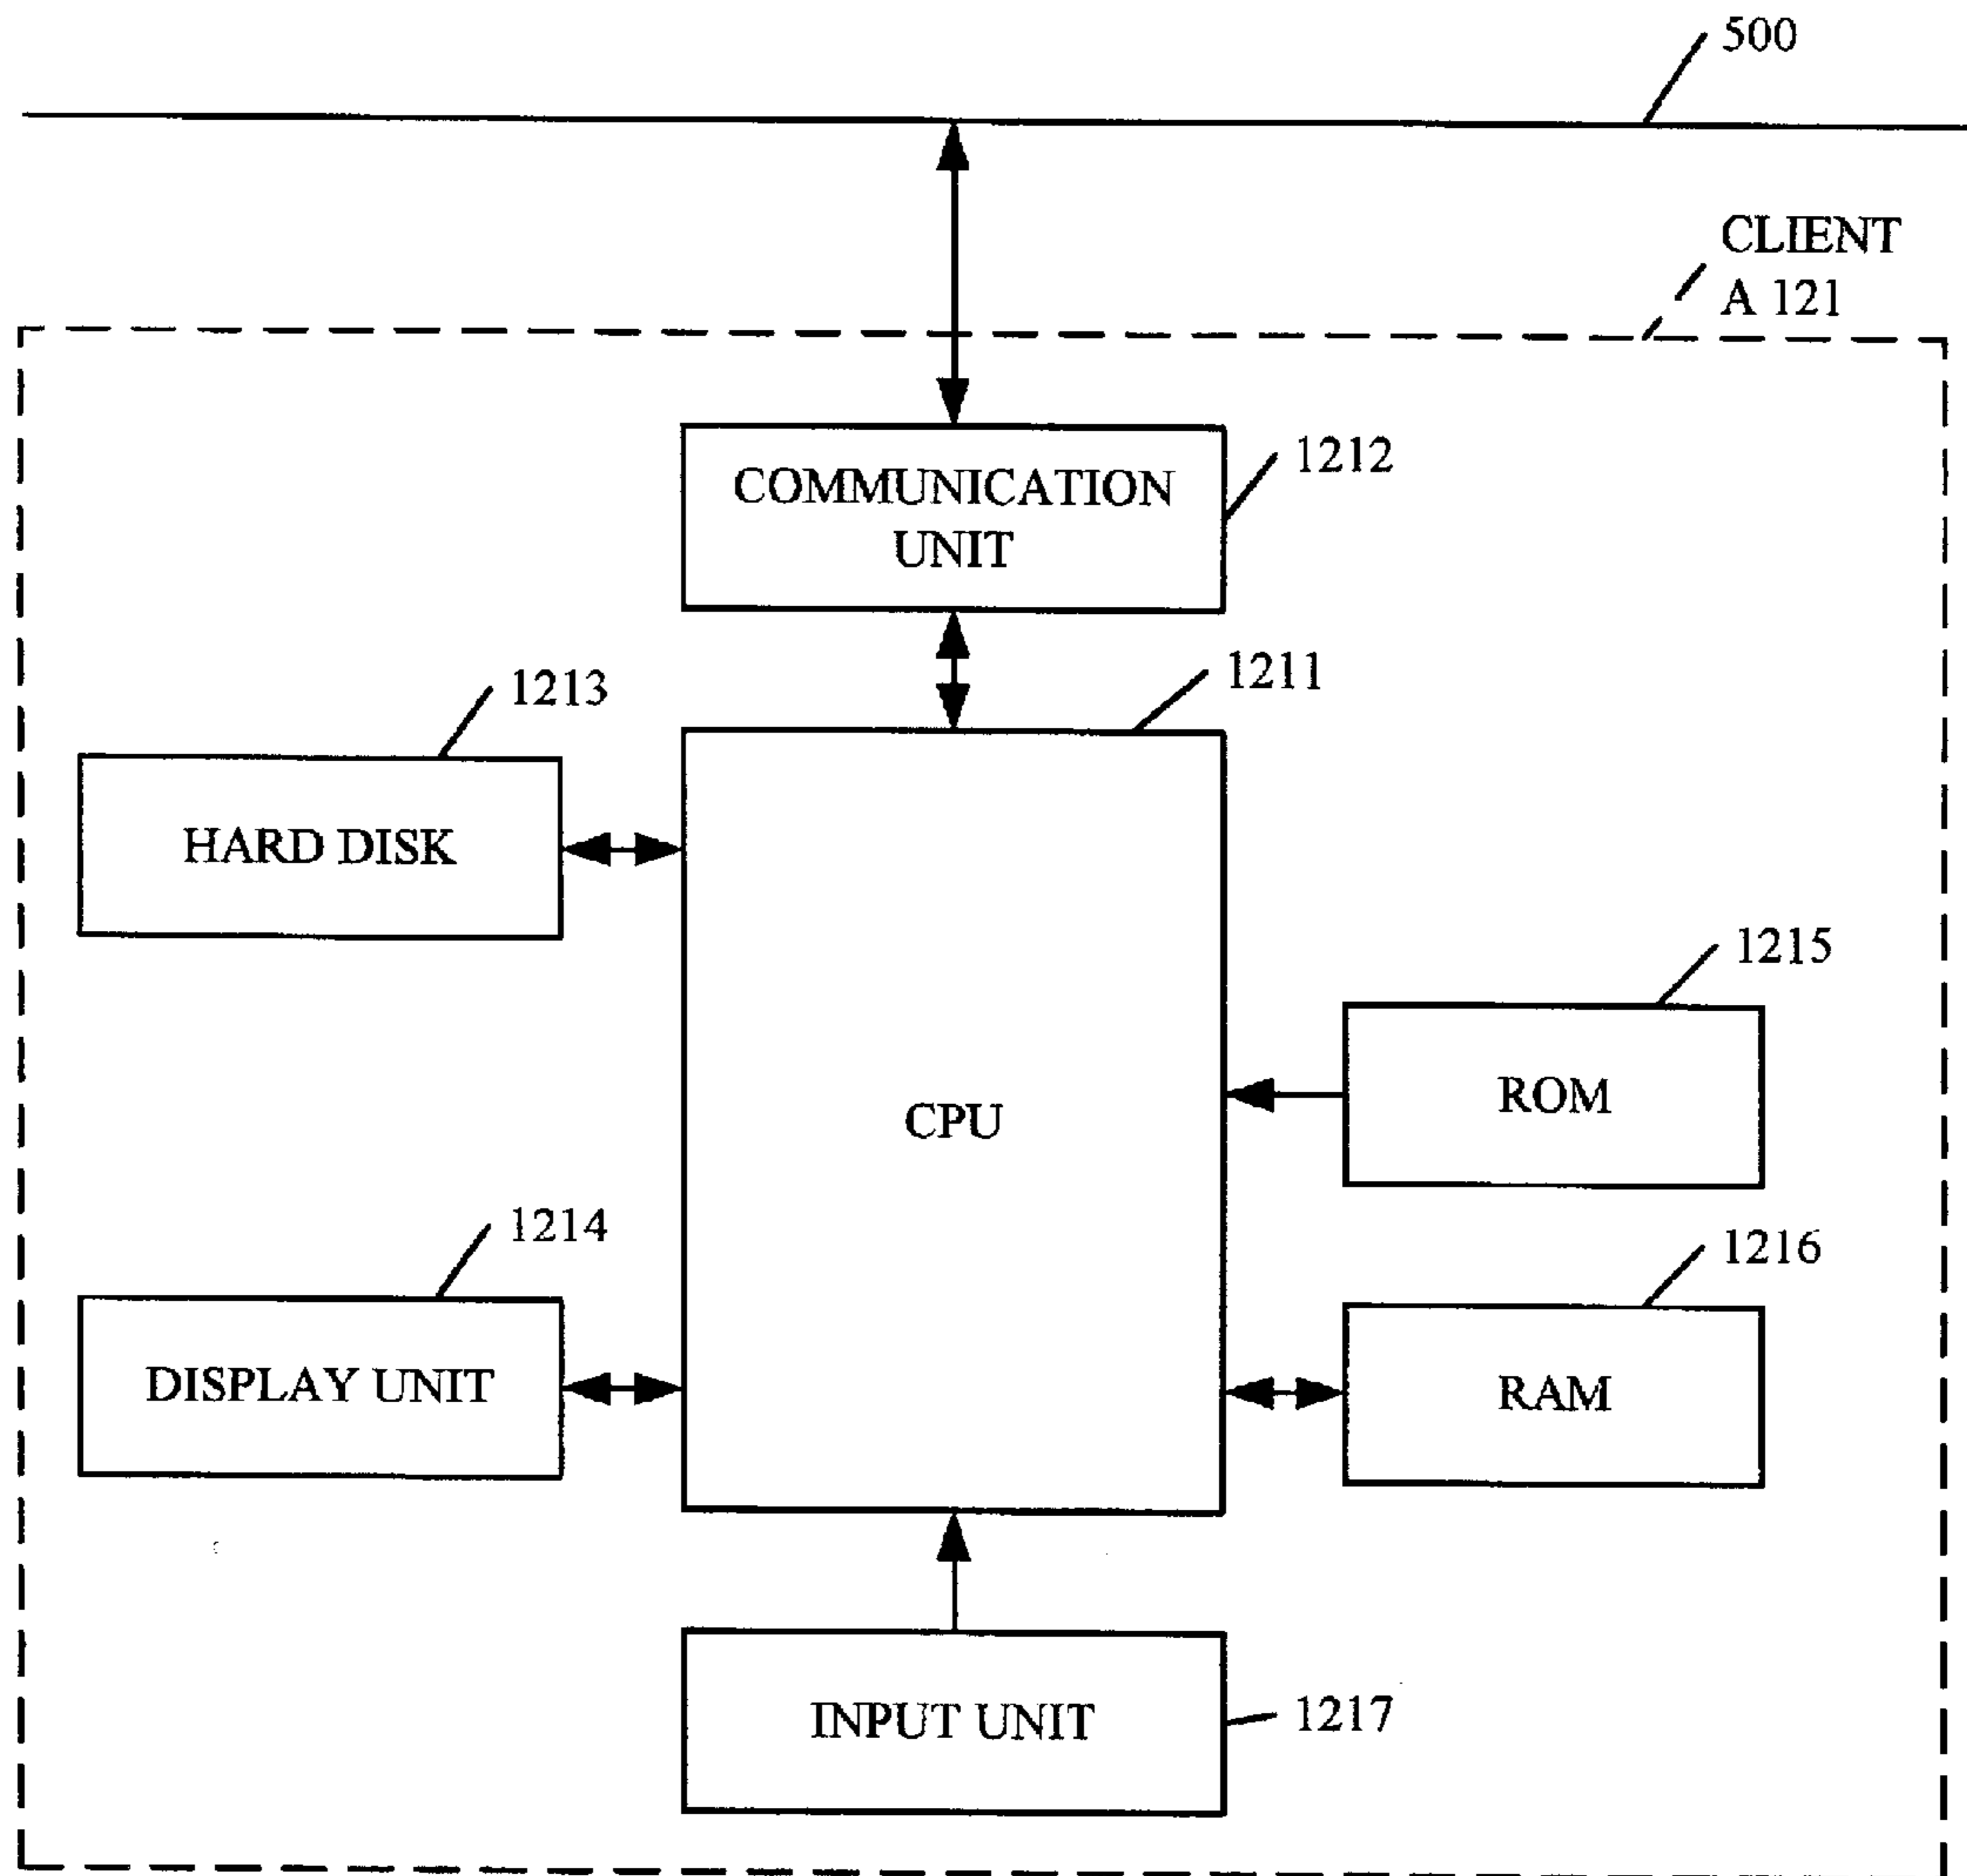 500
CLIENT
A 121
COMMUNICATION
UNIT
1212
1211
1213
HARD DISK
CPU
1215
ROM
1214
DISPLAY UNIT
1216
RAM
INPUT UNIT
1217